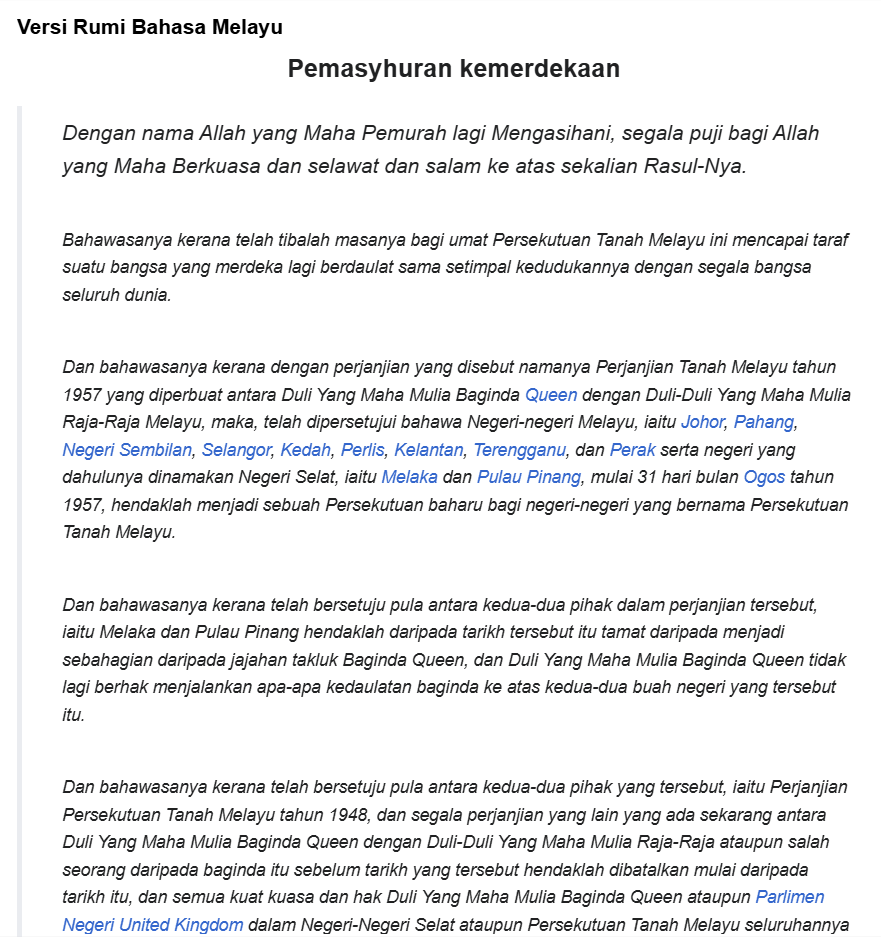 Versi Rumi Bahasa Melayu
Pemasyhuran kemerdekaan
Dengan nama Allah yang Maha Pemurah lagi Mengasihani, segala puji bagi Allah
yang Maha Berkuasa dan selawat dan salam ke atas sekalian Rasul-Nya.
Bahawasanya kerana telah tibalah masanya bagi umat Persekutuan Tanah Melayu ini mencapai taraf
suatu bangsa yang merdeka lagi berdaulat sama setimpal kedudukannya dengan segala bangsa
seluruh dunia.
Dan bahawasanya kerana dengan perjanjian yang disebut namanya Perjanjian Tanah Melayu tahun
1957 yang diperbuat antara Duli Yang Maha Mulia Baginda Queen dengan Duli-Duli Yang Maha Mulia
Raja-Raja Melayu, maka, telah dipersetujui bahawa Negeri-negeri Melayu, iaitu Johor, Pahang,
Negeri Sembilan, Selangor, Kedah, Perlis, Kelantan, Terengganu, dan Perak serta negeri yang
dahulunya dinamakan Negeri Selat, iaitu Melaka dan Pulau Pinang, mulai 31 hari bulan Ogos tahun
1957, hendaklah menjadi sebuah Persekutuan baharu bagi negeri-negeri yang bernama Persekutuan
Tanah Melayu.
Dan bahawasanya kerana telah bersetuju pula antara kedua-dua pihak dalam perjanjian tersebut,
iaitu Melaka dan Pulau Pinang hendaklah daripada tarikh tersebut itu tamat daripada menjadi
sebahagian daripada jajahan takluk Baginda Queen, dan Duli Yang Maha Mulia Baginda Queen tidak
lagi berhak menjalankan apa-apa kedaulatan baginda ke atas kedua-dua buah negeri yang tersebut
itu.
Dan bahawasanya kerana telah bersetuju pula antara kedua-dua pihak yang tersebut, iaitu Perjanjian
Persekutuan Tanah Melayu tahun 1948, dan segala perjanjian yang lain yang ada sekarang antara
Duli Yang Maha Mulia Baginda Queen dengan Duli-Duli Yang Maha Mulia Raja-Raja ataupun salah
seorang daripada baginda itu sebelum tarikh yang tersebut hendaklah dibatalkan mulai daripada
tarikh itu, dan semua kuat kuasa dan hak Duli Yang Maha Mulia Baginda Queen ataupun Parlimen
Negeri United Kingdom dalam Negeri-Negeri Selat ataupun Persekutuan Tanah Melayu seluruhannya